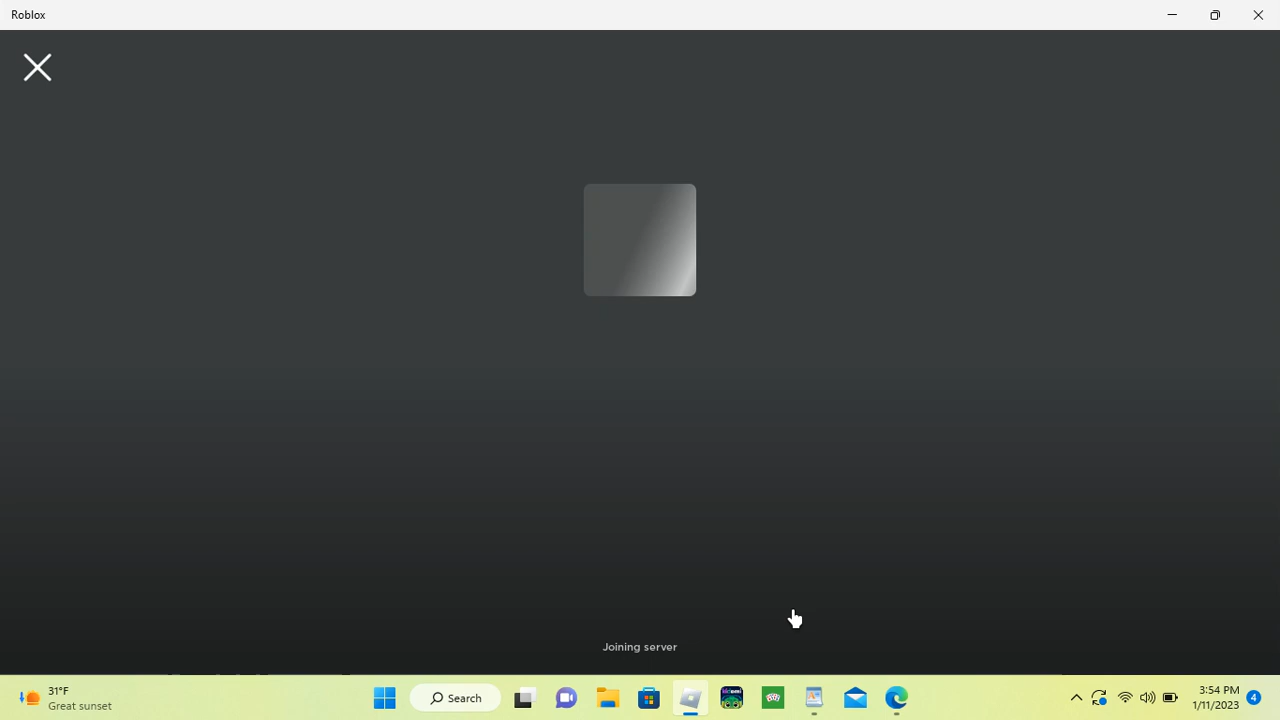 Roblox
Joining server
31°F
Great sunset
Search
3:54 PM
1/11/2023
4